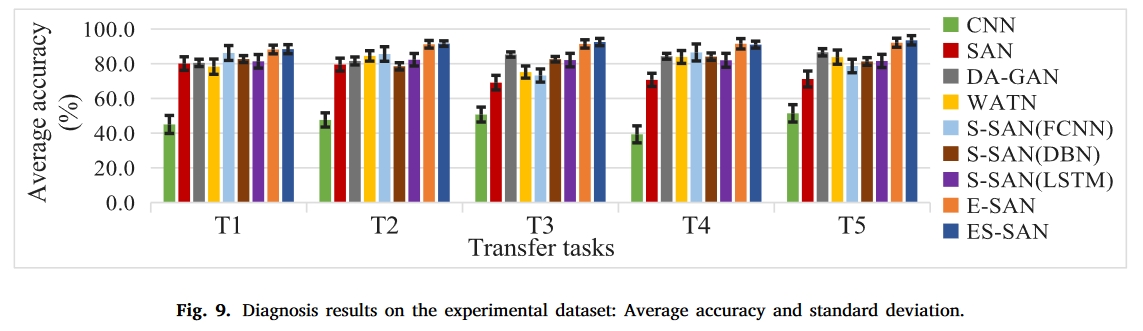 Average accuracy
(%)
100.0
80.0
60.0
40.0
20.0
0.0
T1 T2 T3 T4 T5
Transfer tasks
CNN
SAN
DA-GAN
WATN
S-SAN(FCNN)
S-SAN(DBN)
S-SAN(LSTM)
E-SAN
ES-SAN
Fig. 9. Diagnosis results on the experimental dataset: Average accuracy and standard deviation.